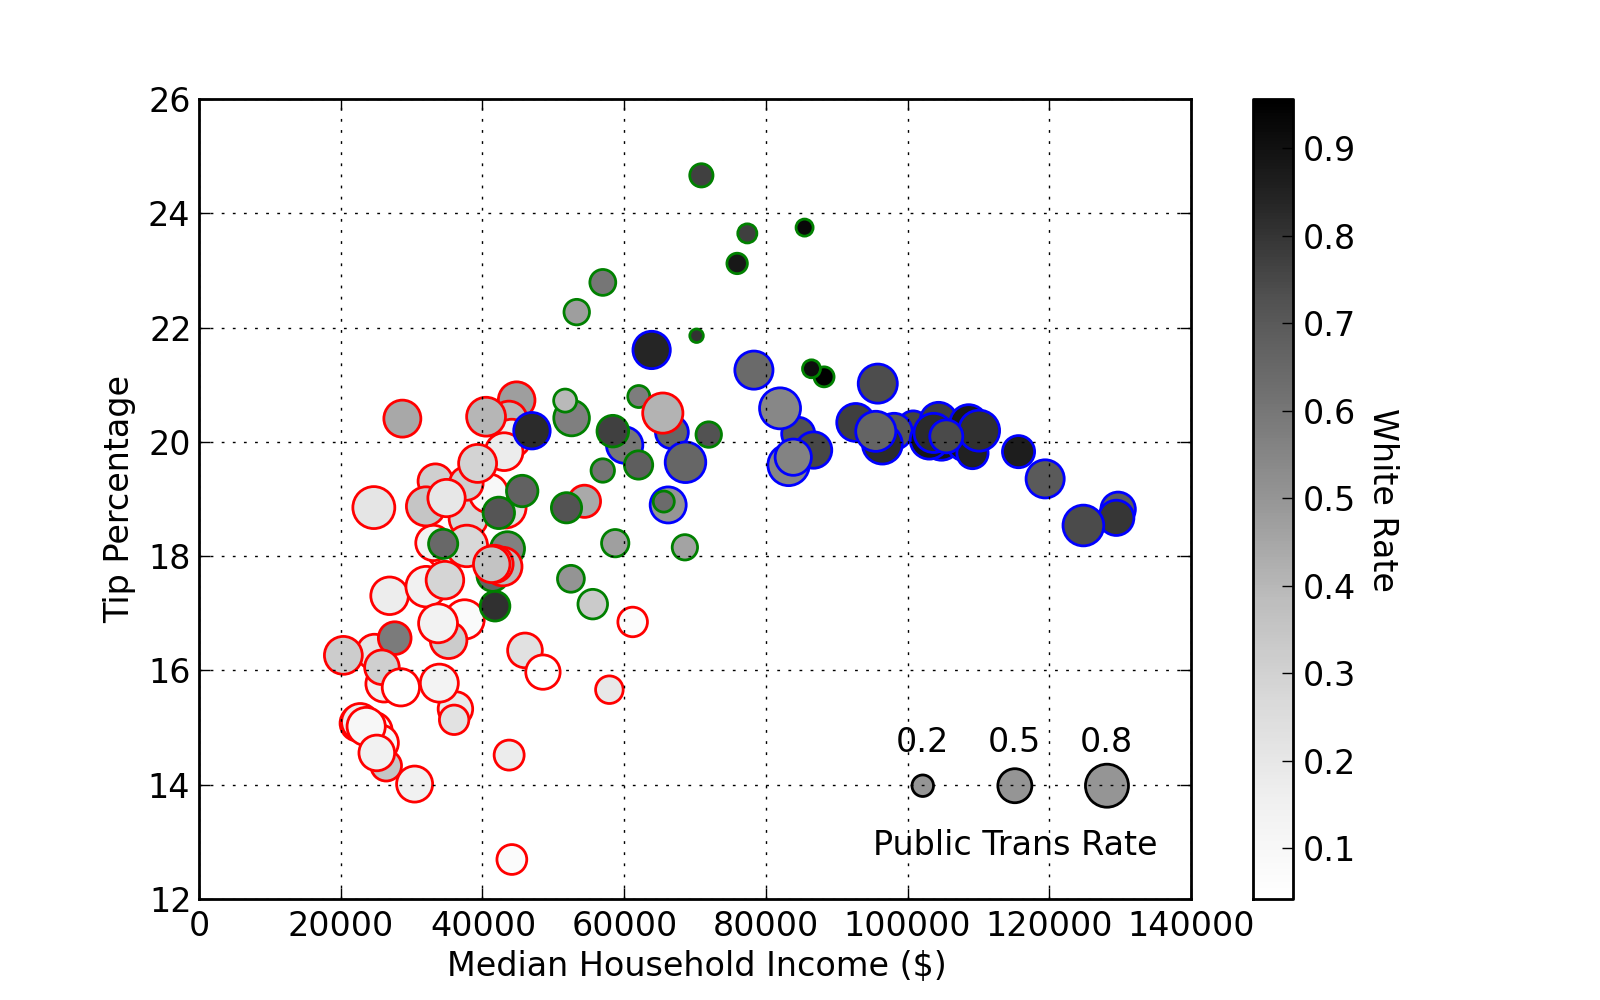 26
24
22
20
18
16
14
12
0 20000 40000 60000 80000 100000 120000 140000
Median Household Income ($)
Tip Percentage
0.2 0.5 0.8
Public Trans Rate
0.9
0.8
0.7
0.6
0.5
0.4
0.3
0.2
0.1
White Rate